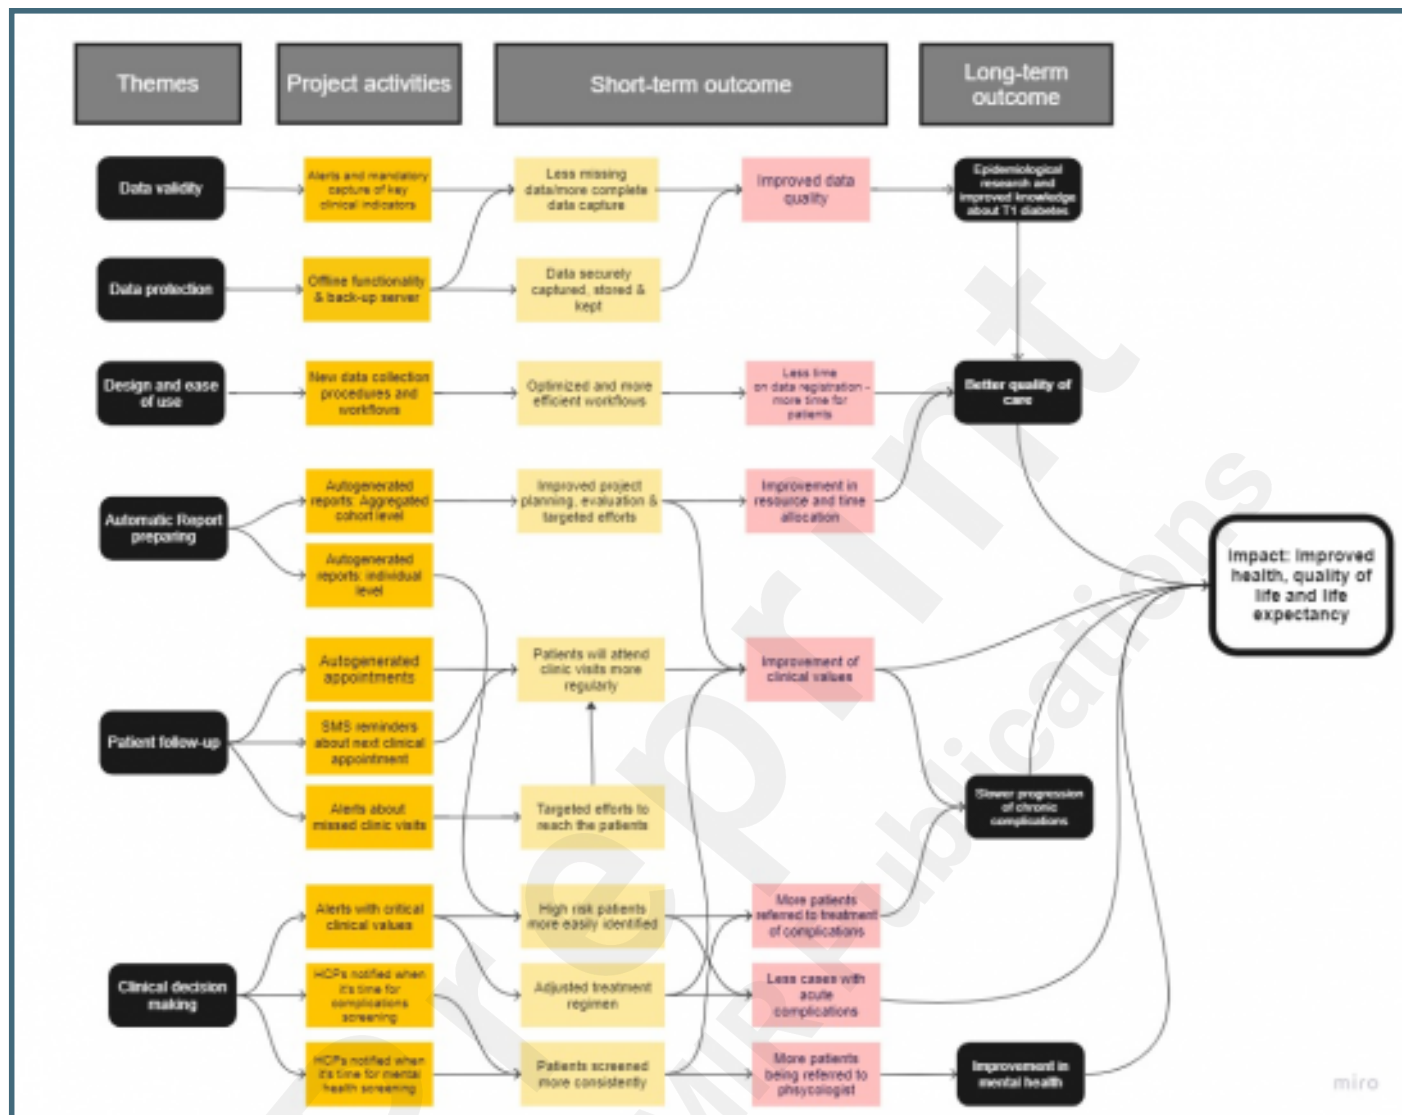 Themes
Project activities
Short-term outcome
Long-term
outcome
Data validity
Alerts and mandatory
capture of key
clinical indicators
Less missing
data/more complete
data capture
Improved data
quality
Epidemiological
research and
improved knowledge
about T1 diabetes
Data protection
Offline functionality
& back-up server
Data securely
captured, stored &
kept
Design and ease
of use
New data collection
procedures and
workflows
Optimized and more
efficient workflows
Less time
on data registration -
more time for
patients
Better quality of
care
Automatic Report
preparing
Autogenerated
reports: Aggregated
cohort level
Improved project
planning, evaluation &
targeted efforts
Improvement in
resource and time
allocation
Autogenerated
reports: individual
level
Impact: Improved
health, quality of
life and life
expectancy
Patient follow-up
Autogenerated
appointments
Patients will attend
clinic visits more
regularly
Improvement of
clinical values
SMS reminders
about next clinical
appointment
Alerts about
missed clinic visits
Targeted efforts to
reach the patients
Slower progression
of chronic
complications
Clinical decision
making
Alerts with critical
clinical values
High risk patients
more easily identified
More patients
referred to treatment
of complications
HCPs notified when
it's time for
complications
screening
Adjusted treatment
regimen
Less cases with
acute
complications
HCPs notified when
it's time for mental
health screening
Patients screened
more consistently
More patients
being referred to
phsycologist
Improvement in
mental health
Preprint
JMIR Publications
miro